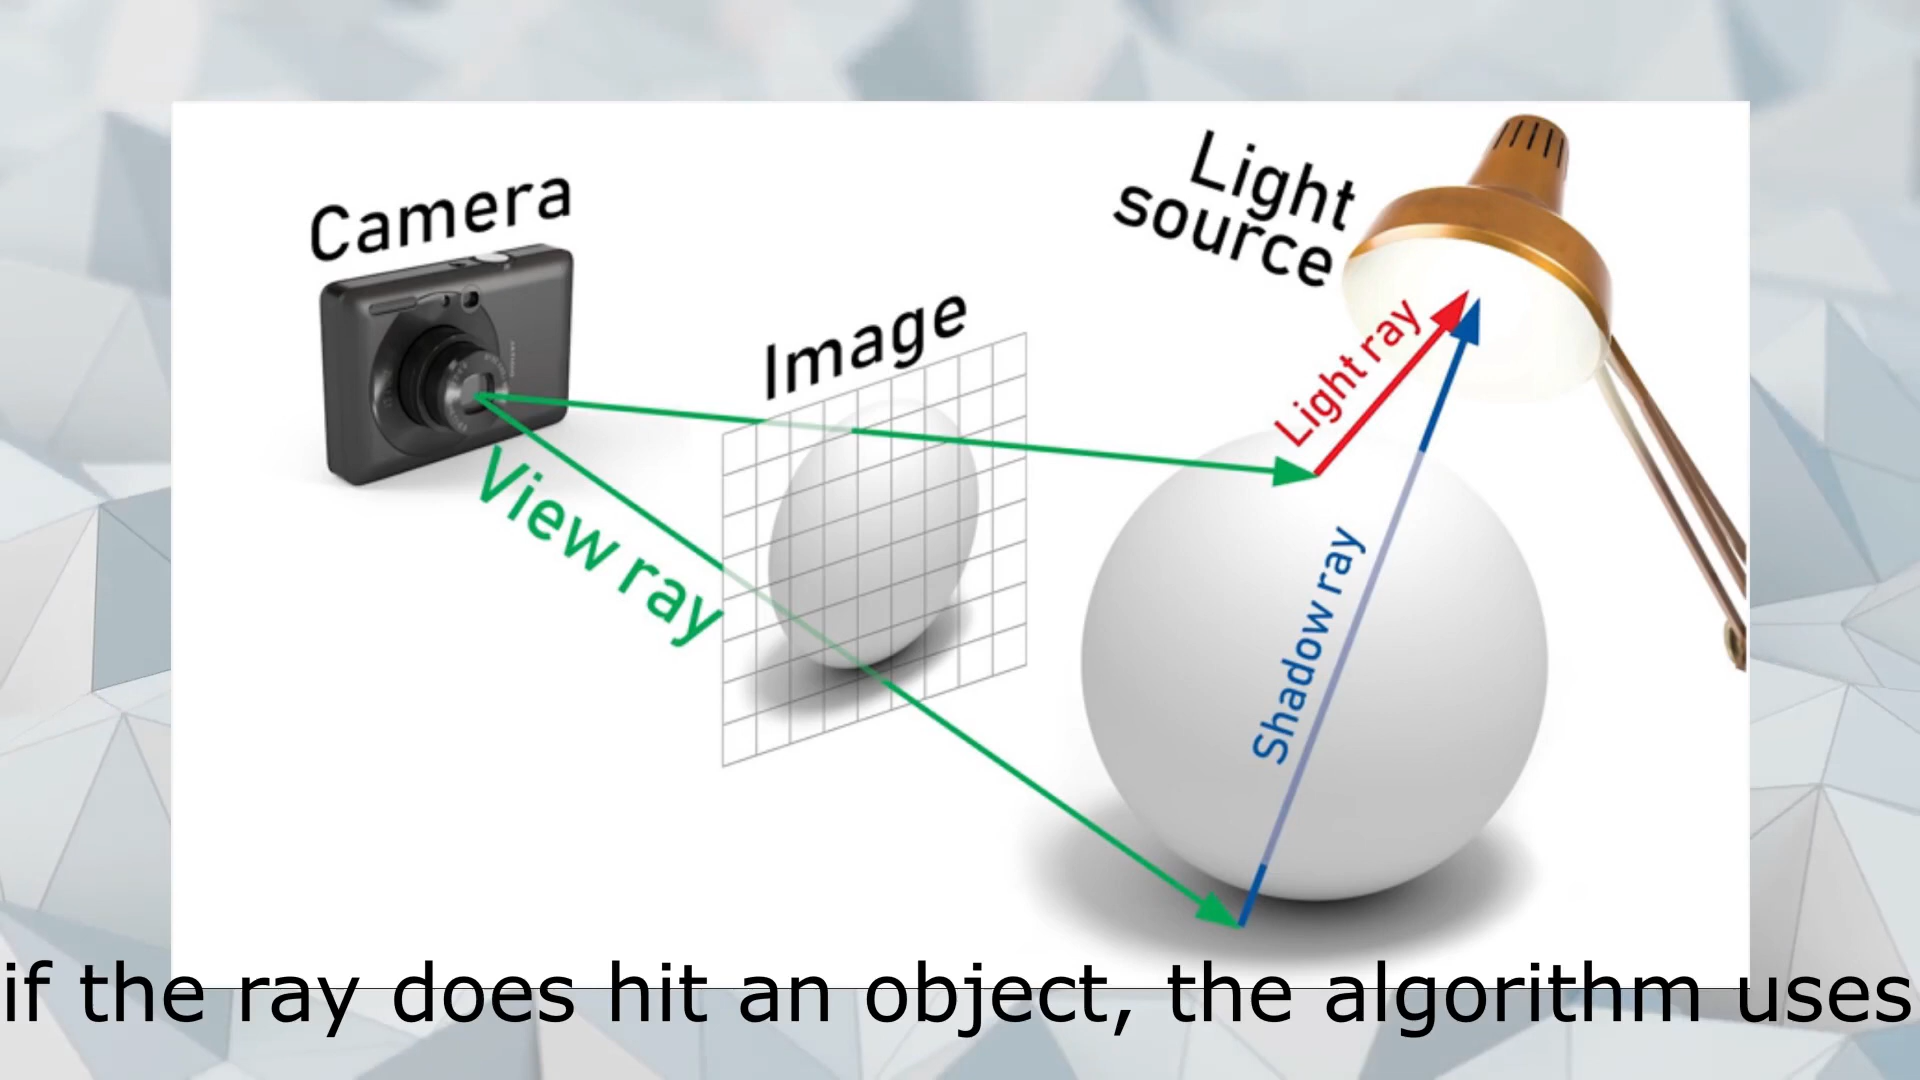 Camera
Light
source
Image
Light ray
View ray
Shadow ray
if the ray does hit an object, the algorithm uses